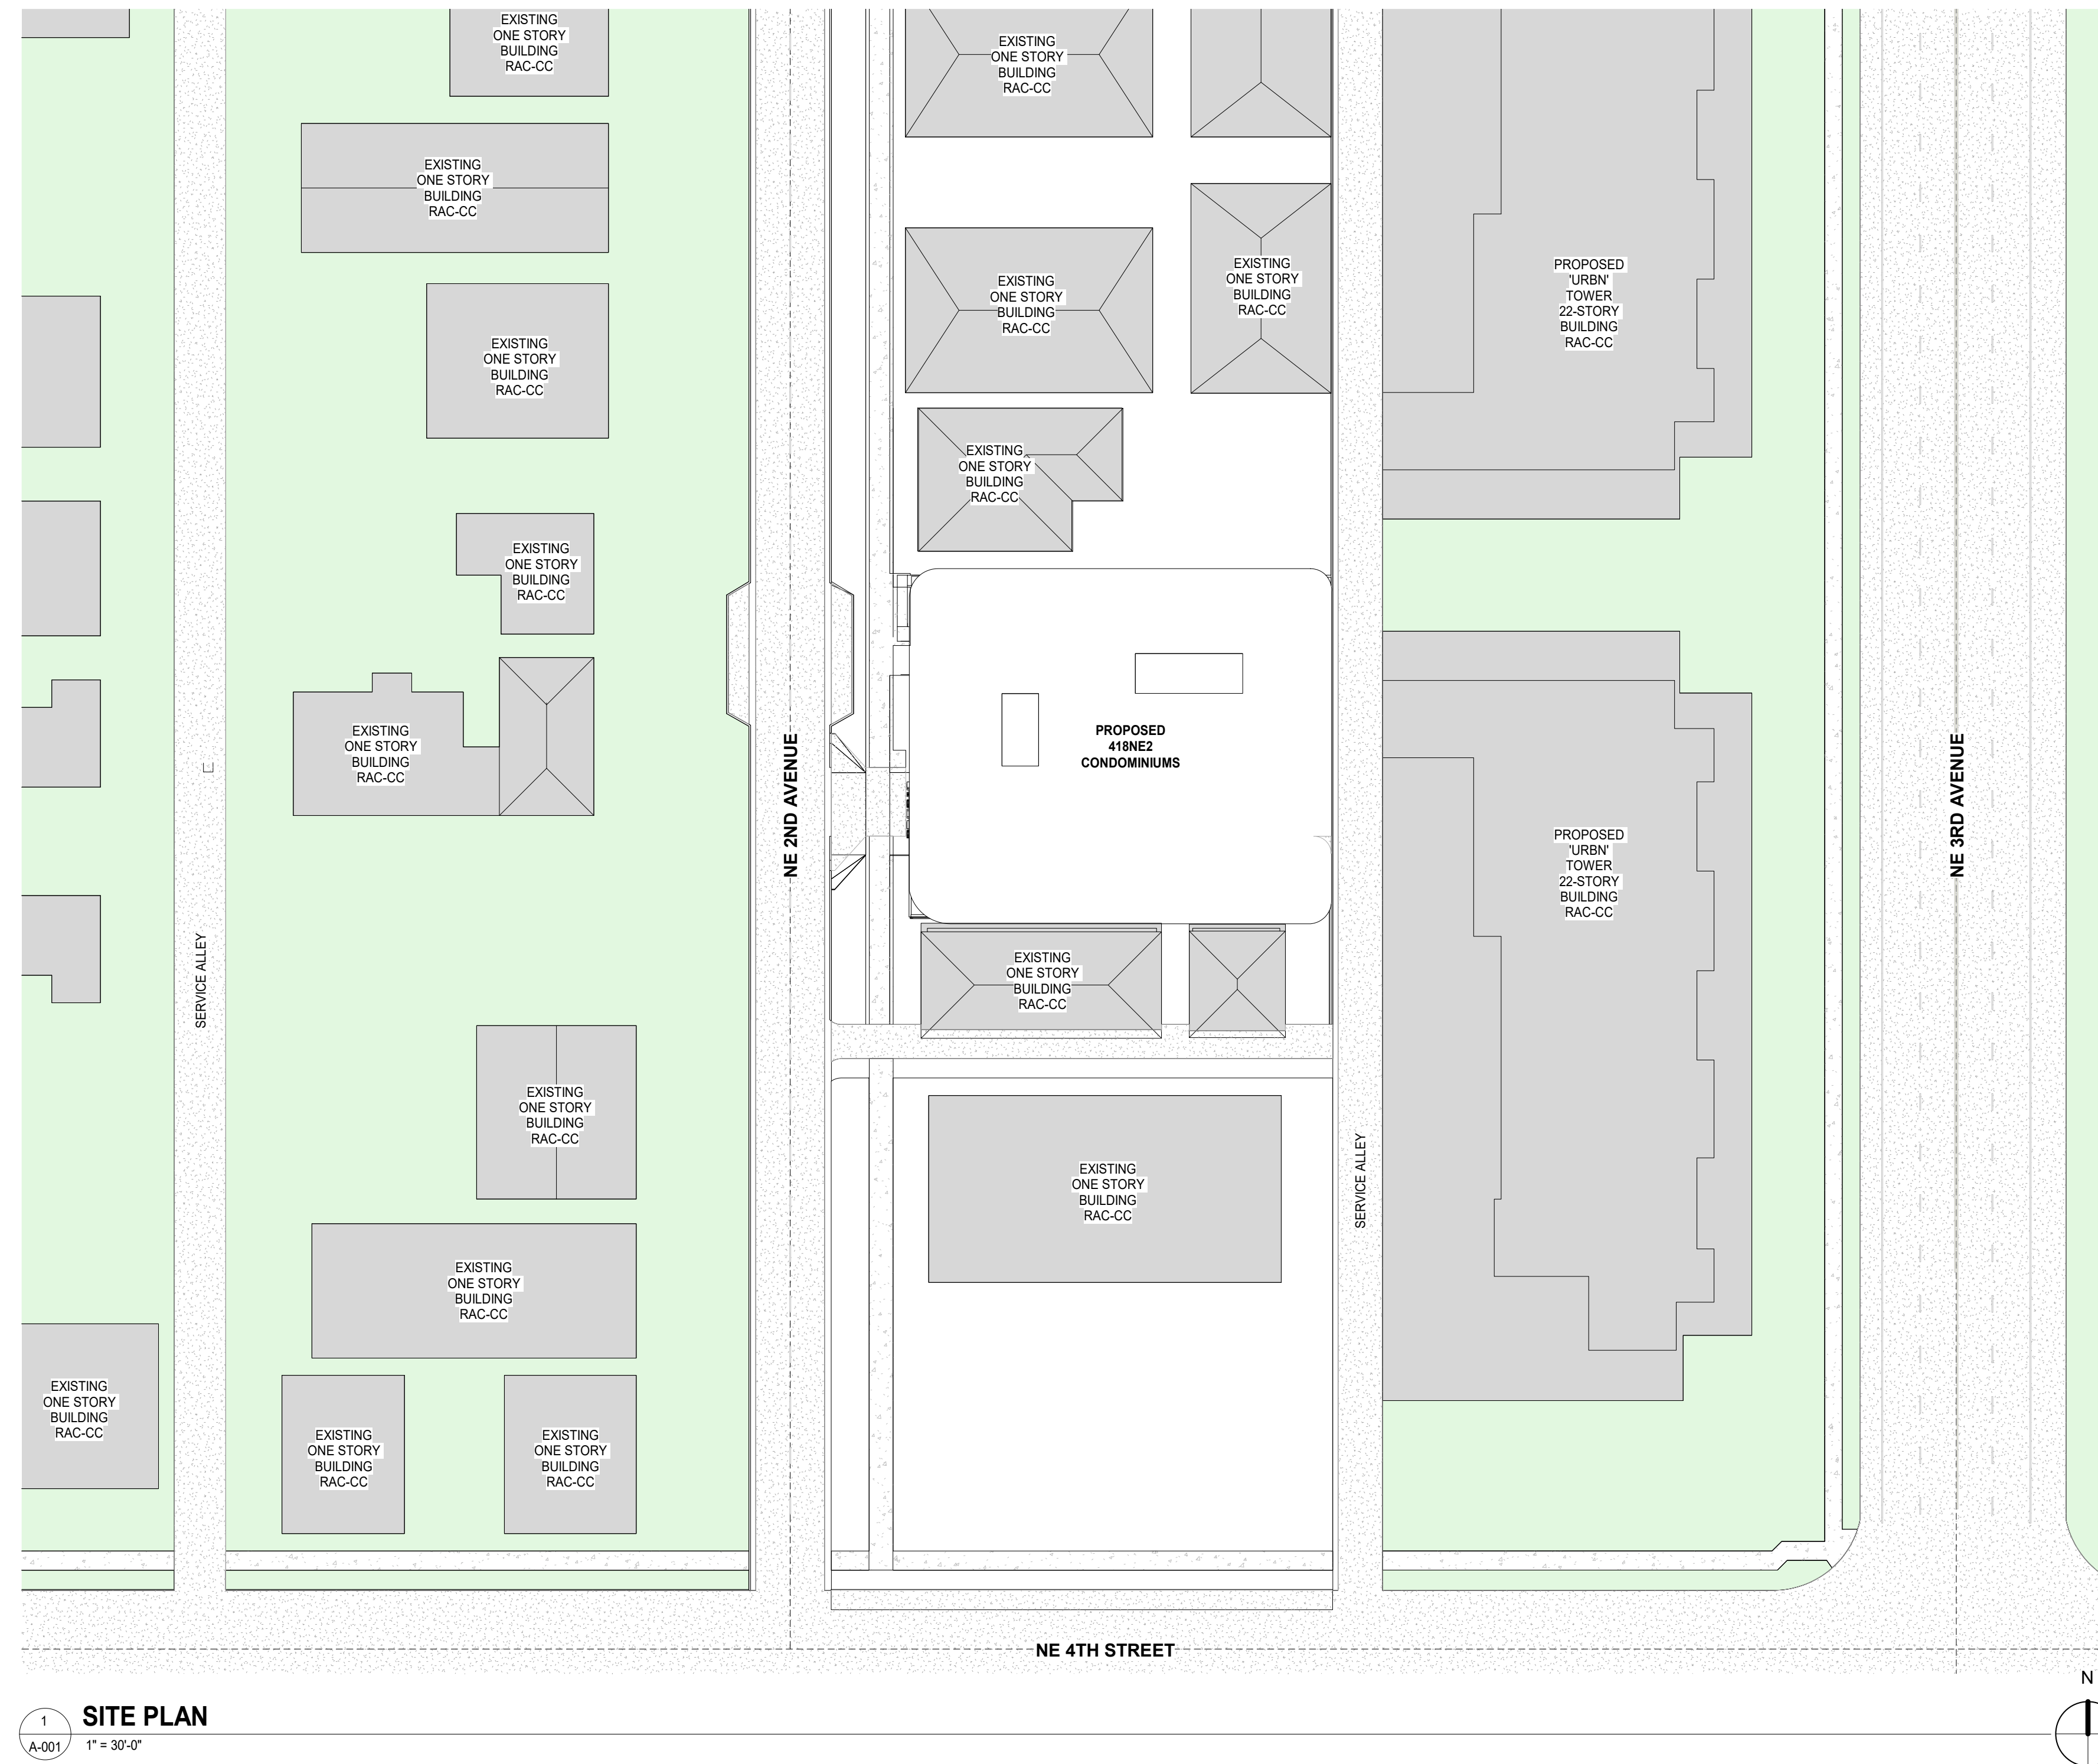 EXISTING
ONE STORY
BUILDING
RAC-CC
EXISTING
ONE STORY
BUILDING
RAC-CC
EXISTING
ONE STORY
BUILDING
RAC-CC
EXISTING
ONE STORY
BUILDING
RAC-CC
EXISTING
ONE STORY
BUILDING
RAC-CC
EXISTING
ONE STORY
BUILDING
RAC-CC
PROPOSED
'URBN'
TOWER
22-STORY
BUILDING
RAC-CC
EXISTING
ONE STORY
BUILDING
RAC-CC
EXISTING
ONE STORY
BUILDING
RAC-CC
EXISTING
ONE STORY
BUILDING
RAC-CC
EXISTING
ONE STORY
BUILDING
RAC-CC
PROPOSED
418NE2
CONDOMINIUMS
NE 2ND AVENUE
NE 3RD AVENUE
PROPOSED
'URBN'
TOWER
22-STORY
BUILDING
RAC-CC
SERVICE ALLEY
EXISTING
ONE STORY
BUILDING
RAC-CC
EXISTING
ONE STORY
BUILDING
RAC-CC
EXISTING
ONE STORY
BUILDING
RAC-CC
SERVICE ALLEY
EXISTING
ONE STORY
BUILDING
RAC-CC
EXISTING
ONE STORY
BUILDING
RAC-CC
EXISTING
ONE STORY
BUILDING
RAC-CC
EXISTING
ONE STORY
BUILDING
RAC-CC
NE 4TH STREET
N
1
A-001
SITE PLAN
1" = 30'-0"